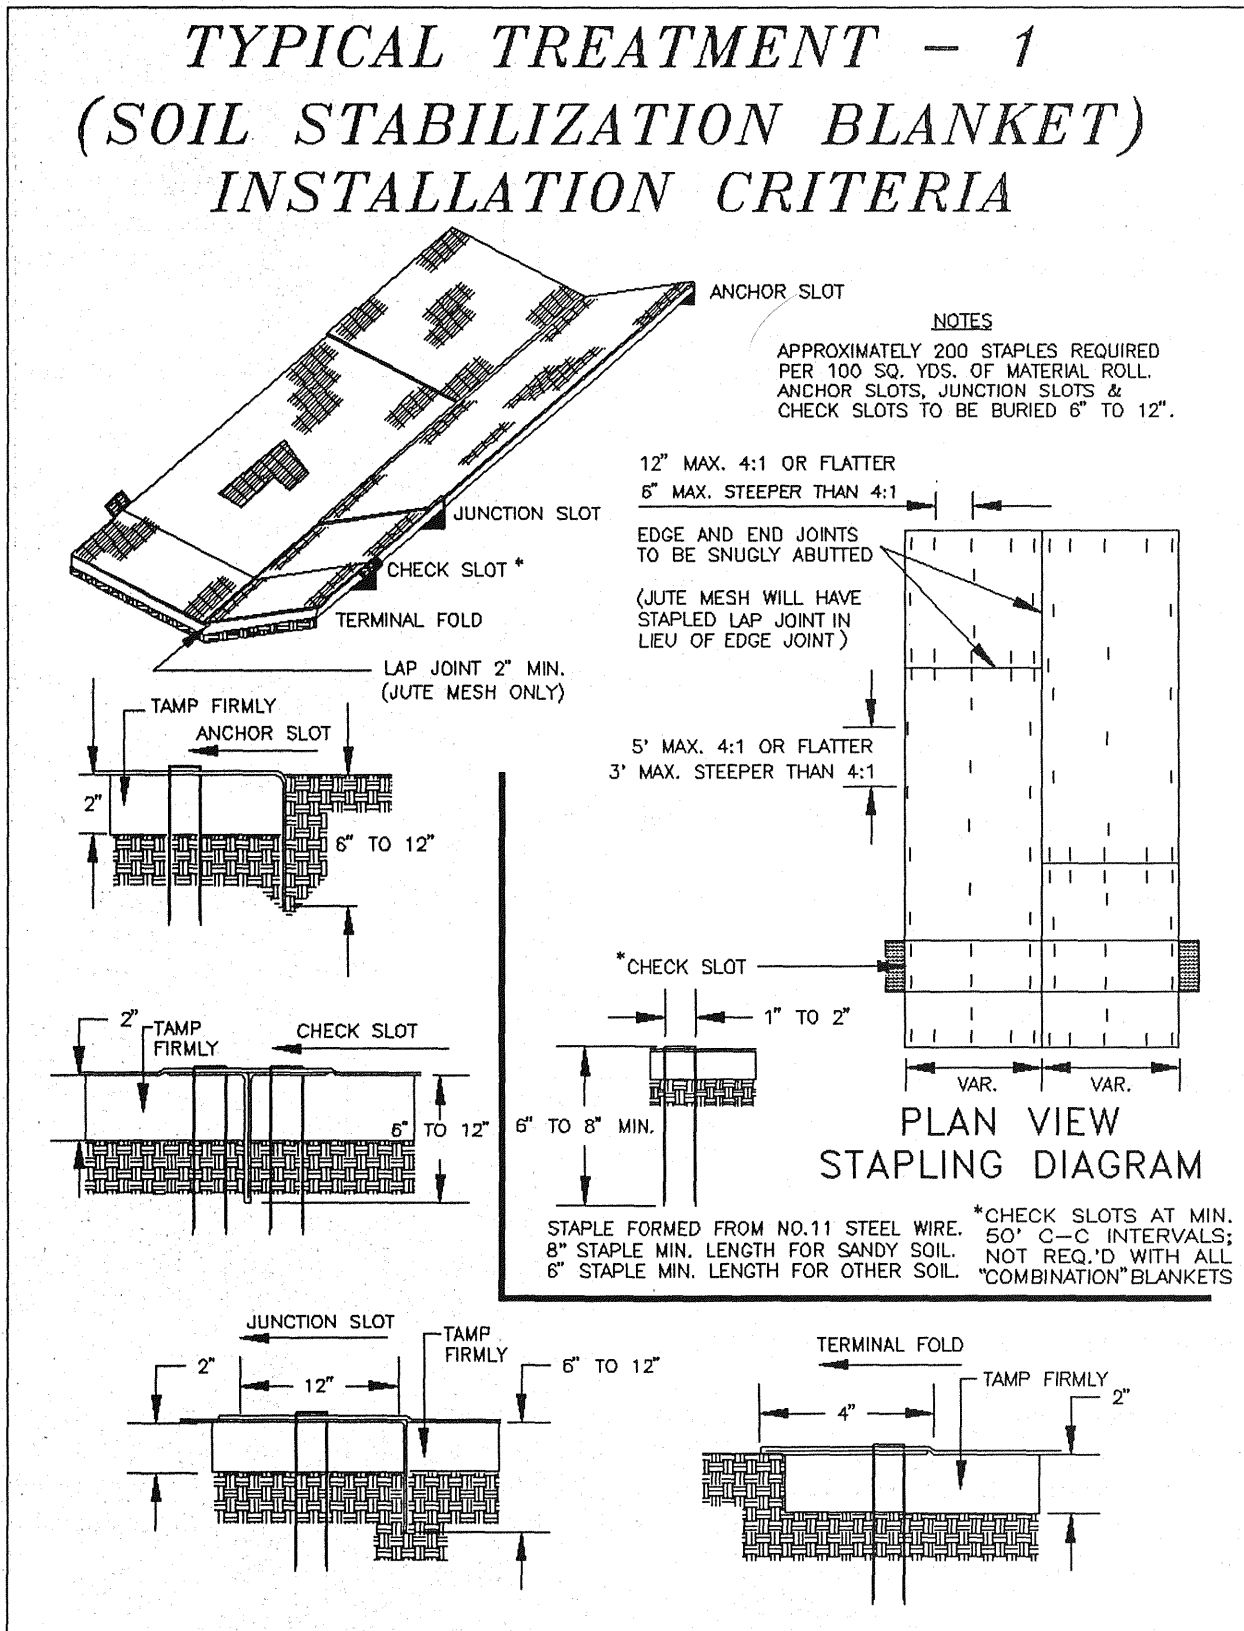 TYPICAL TREATMENT - 1
(SOIL STABILIZATION BLANKET)
INSTALLATION CRITERIA
ANCHOR SLOT
NOTES
APPROXIMATELY 200 STAPLES REQUIRED
PER 100 SQ. YDS. OF MATERIAL ROLL.
ANCHOR SLOTS, JUNCTION SLOTS &
CHECK SLOTS TO BE BURIED 6" TO 12".
JUNCTION SLOT
CHECK SLOT *
TERMINAL FOLD
LAP JOINT 2" MIN.
(JUTE MESH ONLY)
12" MAX. 4:1 OR FLATTER
6" MAX. STEEPER THAN 4:1
EDGE AND END JOINTS
TO BE SNUGLY ABUTTED
(JUTE MESH WILL HAVE
STAPLED LAP JOINT IN
LIEU OF EDGE JOINT)
5' MAX. 4:1 OR FLATTER
3' MAX. STEEPER THAN 4:1
*CHECK SLOT
VAR.
VAR.
PLAN VIEW
STAPLING DIAGRAM
TAMP FIRMLY
ANCHOR SLOT
2"
6" TO 12"
2"
TAMP
FIRMLY
CHECK SLOT
6" TO 12"
1" TO 2"
6" TO 8" MIN.
STAPLE FORMED FROM NO.11 STEEL WIRE.
8" STAPLE MIN. LENGTH FOR SANDY SOIL.
6" STAPLE MIN. LENGTH FOR OTHER SOIL.
*CHECK SLOTS AT MIN.
50' C-C INTERVALS;
NOT REQ.'D WITH ALL
"COMBINATION" BLANKETS
JUNCTION SLOT
TAMP
FIRMLY
2"
12"
6" TO 12"
TERMINAL FOLD
TAMP FIRMLY
4"
2"